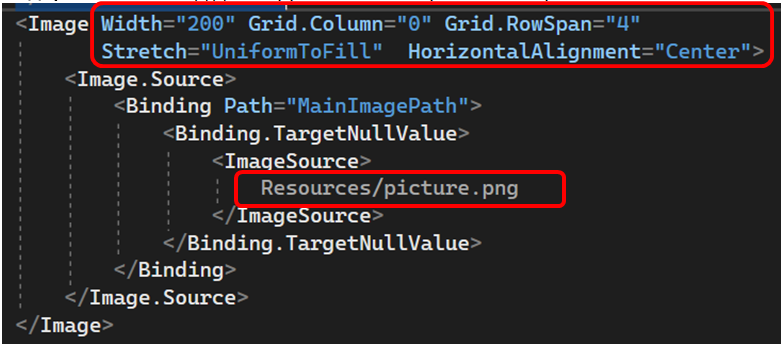 <Image Width="200" Grid.Column="0" Grid.RowSpan="4"
Stretch="UniformToFill" HorizontalAlignment="Center">
<Image.Source>
<Binding Path="MainImagePath">
<Binding.TargetNullValue>
<ImageSource>
Resources/picture.png
</ImageSource>
</Binding.TargetNullValue>
</Binding>
</Image.Source>
</Image>